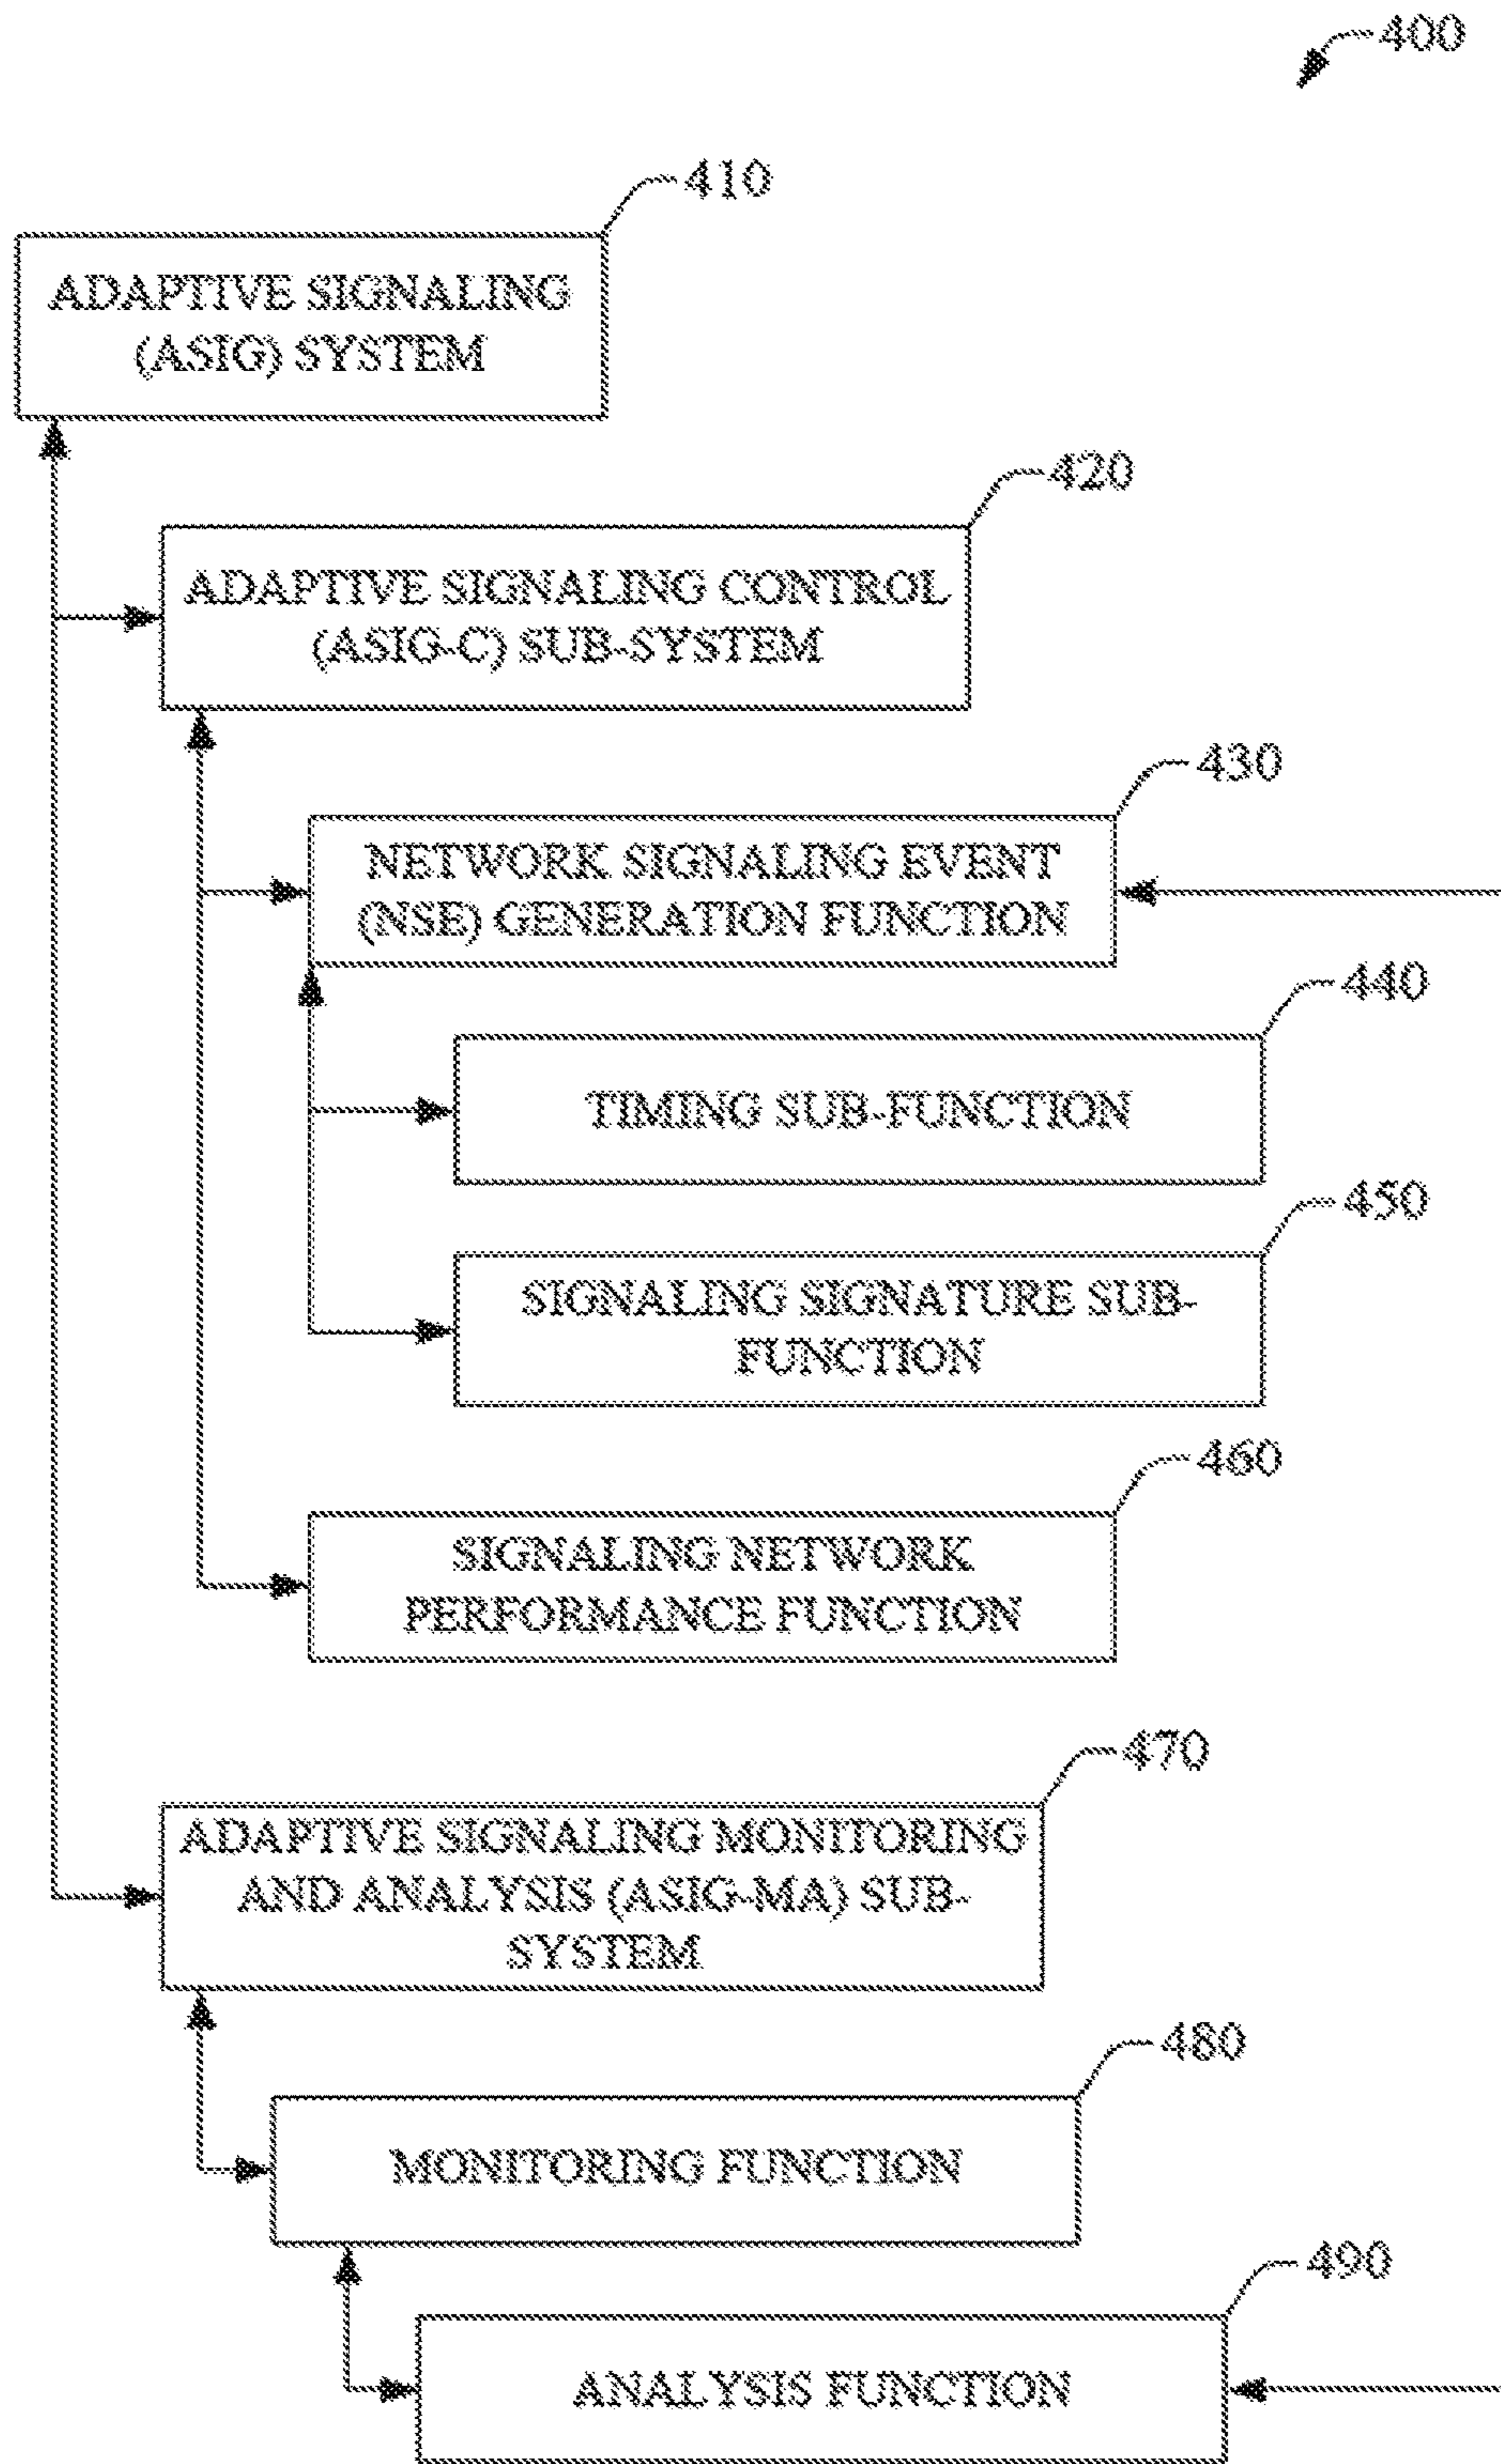 400
410
ADAPTIVE SIGNALING
(ASIG) SYSTEM
420
ADAPTIVE SIGNALING CONTROL
(ASIG-C) SUB-SYSTEM
430
NETWORK SIGNALING EVENT
(NSE) GENERATION FUNCTION
440
TIMING SUB-FUNCTION
450
SIGNALING SIGNATURE SUB-
FUNCTION
460
SIGNALING NETWORK
PERFORMANCE FUNCTION
470
ADAPTIVE SIGNALING MONITORING
AND ANALYSIS (ASIG-MA) SUB-
SYSTEM
480
MONITORING FUNCTION
490
ANALYSIS FUNCTION